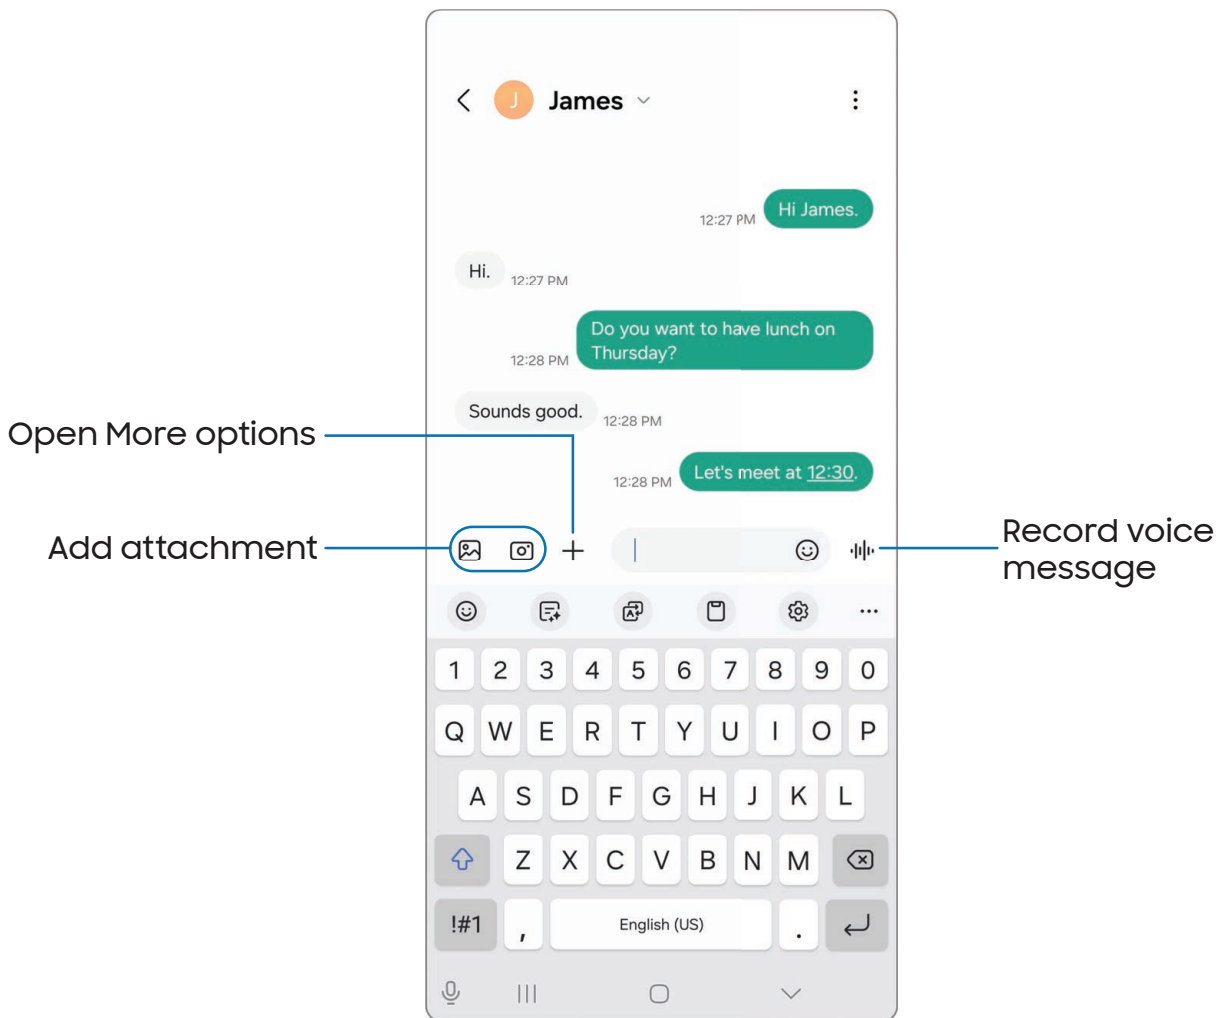 J James
12:27 PM Hi James.
Hi. 12:27 PM
Do you want to have lunch on
Thursday?
12:28 PM
Sounds good. 12:28 PM
Open More options
12:28 PM Let's meet at 12:30.
Add attachment
Record voice
message
1 2 3 4 5 6 7 8 9 0
Q W E R T Y U I O P
A S D F G H J K L
Z X C V B N M
!#1 , English (US) .